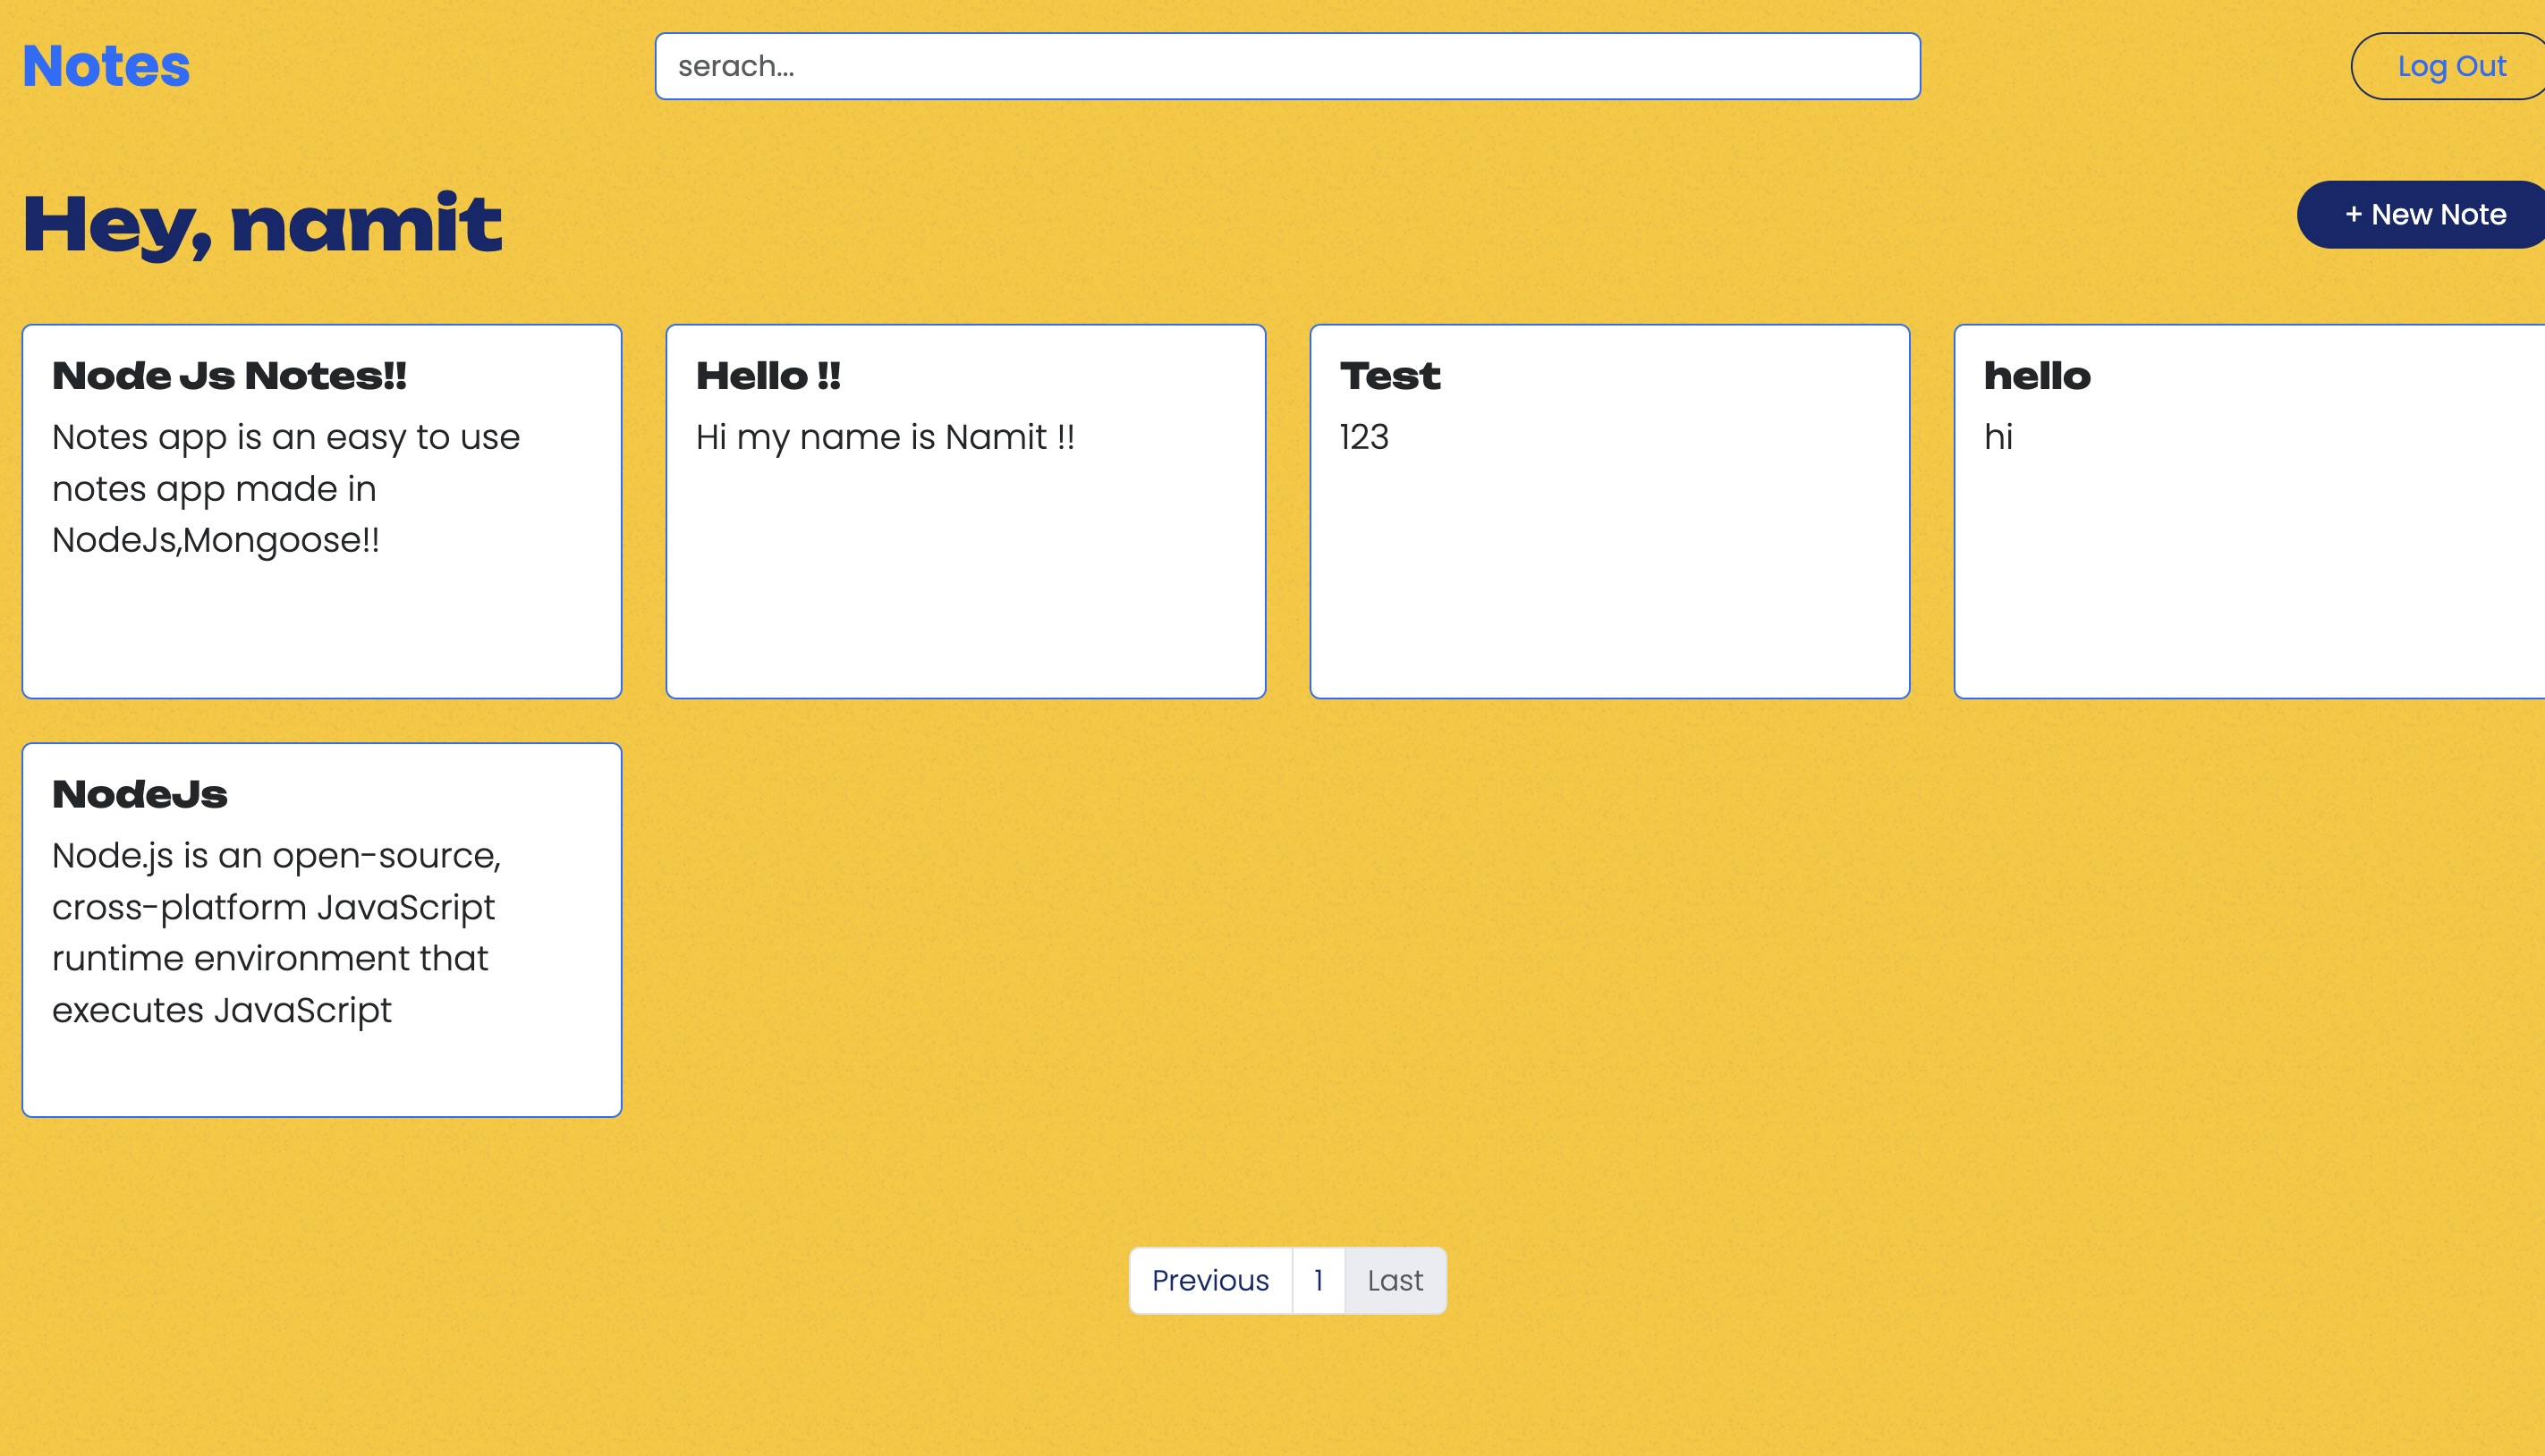 Notes
serach...
Log Out
Hey, namit
+ New Note
Node Js Notes!!
Notes app is an easy to use
notes app made in
NodeJs,Mongoose!!
Hello !!
Hi my name is Namit !!
Test
123
hello
hi
NodeJs
Node.js is an open-source,
cross-platform JavaScript
runtime environment that
executes JavaScript
Previous 1 Last